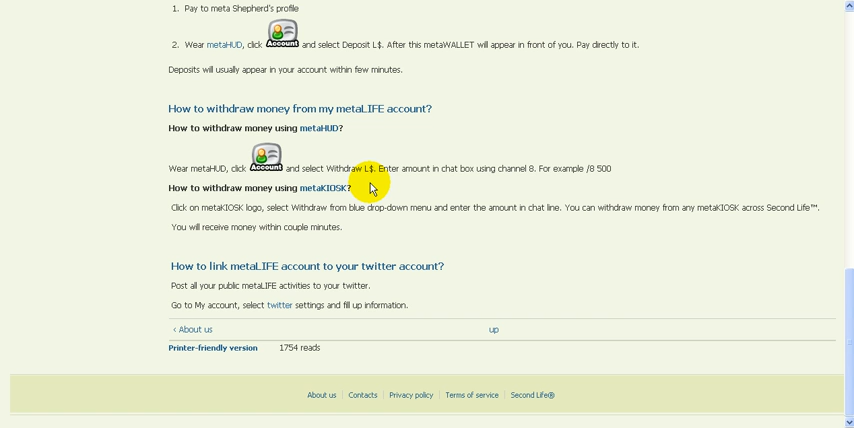 1. Pay to meta Shepherd's profile
2. Wear metaHUD, click Account and select Deposit L$. After this metaWALLET will appear in front of you. Pay directly to it.
Deposits will usually appear in your account within few minutes.
How to withdraw money from my metaLIFE account?
How to withdraw money using metaHUD?
Wear metaHUD, click Account and select Withdraw L$. Enter amount in chat box using channel 8. For example /8 500
How to withdraw money using metaKIOSK?
Click on metaKIOSK logo, select Withdraw from blue drop-down menu and enter the amount in chat line. You can withdraw money from any metaKIOSK across Second Life™.
You will receive money within couple minutes.
How to link metaLIFE account to your twitter account?
Post all your public metaLIFE activities to your twitter.
Go to My account, select twitter settings and fill up information.
‹ About us up
Printer-friendly version 1754 reads
About us Contacts Privacy policy Terms of service Second Life®